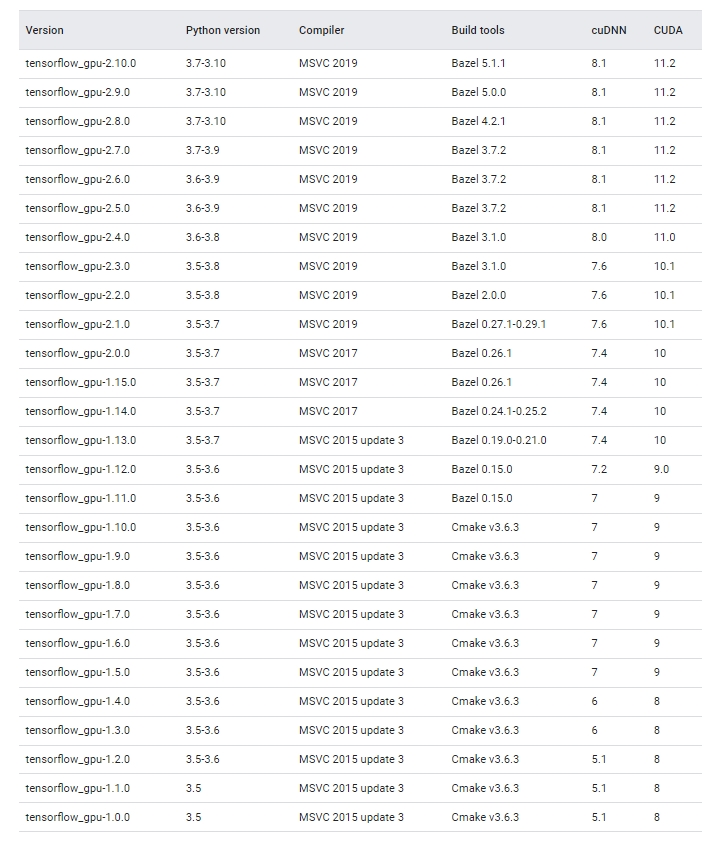 Version Python version Compiler Build tools cuDNN CUDA
tensorflow_gpu-2.10.0 3.7-3.10 MSVC 2019 Bazel 5.1.1 8.1 11.2
tensorflow_gpu-2.9.0 3.7-3.10 MSVC 2019 Bazel 5.0.0 8.1 11.2
tensorflow_gpu-2.8.0 3.7-3.10 MSVC 2019 Bazel 4.2.1 8.1 11.2
tensorflow_gpu-2.7.0 3.7-3.9 MSVC 2019 Bazel 3.7.2 8.1 11.2
tensorflow_gpu-2.6.0 3.6-3.9 MSVC 2019 Bazel 3.7.2 8.1 11.2
tensorflow_gpu-2.5.0 3.6-3.9 MSVC 2019 Bazel 3.7.2 8.1 11.2
tensorflow_gpu-2.4.0 3.6-3.8 MSVC 2019 Bazel 3.1.0 8.0 11.0
tensorflow_gpu-2.3.0 3.5-3.8 MSVC 2019 Bazel 3.1.0 7.6 10.1
tensorflow_gpu-2.2.0 3.5-3.8 MSVC 2019 Bazel 2.0.0 7.6 10.1
tensorflow_gpu-2.1.0 3.5-3.7 MSVC 2019 Bazel 0.27.1-0.29.1 7.6 10.1
tensorflow_gpu-2.0.0 3.5-3.7 MSVC 2017 Bazel 0.26.1 7.4 10
tensorflow_gpu-1.15.0 3.5-3.7 MSVC 2017 Bazel 0.26.1 7.4 10
tensorflow_gpu-1.14.0 3.5-3.7 MSVC 2017 Bazel 0.24.1-0.25.2 7.4 10
tensorflow_gpu-1.13.0 3.5-3.7 MSVC 2015 update 3 Bazel 0.19.0-0.21.0 7.4 10
tensorflow_gpu-1.12.0 3.5-3.6 MSVC 2015 update 3 Bazel 0.15.0 7.2 9.0
tensorflow_gpu-1.11.0 3.5-3.6 MSVC 2015 update 3 Bazel 0.15.0 7 9
tensorflow_gpu-1.10.0 3.5-3.6 MSVC 2015 update 3 Cmake v3.6.3 7 9
tensorflow_gpu-1.9.0 3.5-3.6 MSVC 2015 update 3 Cmake v3.6.3 7 9
tensorflow_gpu-1.8.0 3.5-3.6 MSVC 2015 update 3 Cmake v3.6.3 7 9
tensorflow_gpu-1.7.0 3.5-3.6 MSVC 2015 update 3 Cmake v3.6.3 7 9
tensorflow_gpu-1.6.0 3.5-3.6 MSVC 2015 update 3 Cmake v3.6.3 7 9
tensorflow_gpu-1.5.0 3.5-3.6 MSVC 2015 update 3 Cmake v3.6.3 7 9
tensorflow_gpu-1.4.0 3.5-3.6 MSVC 2015 update 3 Cmake v3.6.3 6 8
tensorflow_gpu-1.3.0 3.5-3.6 MSVC 2015 update 3 Cmake v3.6.3 6 8
tensorflow_gpu-1.2.0 3.5-3.6 MSVC 2015 update 3 Cmake v3.6.3 5.1 8
tensorflow_gpu-1.1.0 3.5 MSVC 2015 update 3 Cmake v3.6.3 5.1 8
tensorflow_gpu-1.0.0 3.5 MSVC 2015 update 3 Cmake v3.6.3 5.1 8